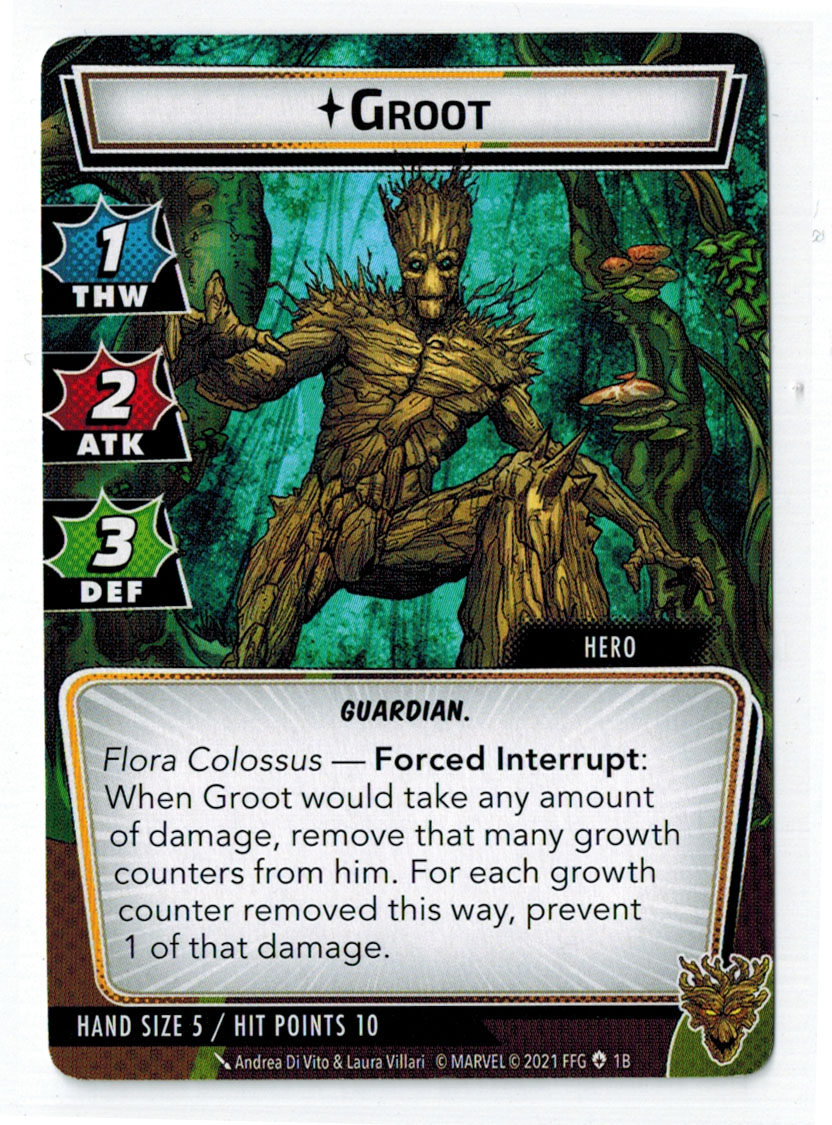 GROOT
1
THW
2
ATK
3
DEF
HERO
GUARDIAN.
Flora Colossus — Forced Interrupt:
When Groot would take any amount
of damage, remove that many growth
counters from him. For each growth
counter removed this way, prevent
1 of that damage.
HAND SIZE 5 / HIT POINTS 10
Andrea Di Vito & Laura Villari © MARVEL © 2021 FFG 1B